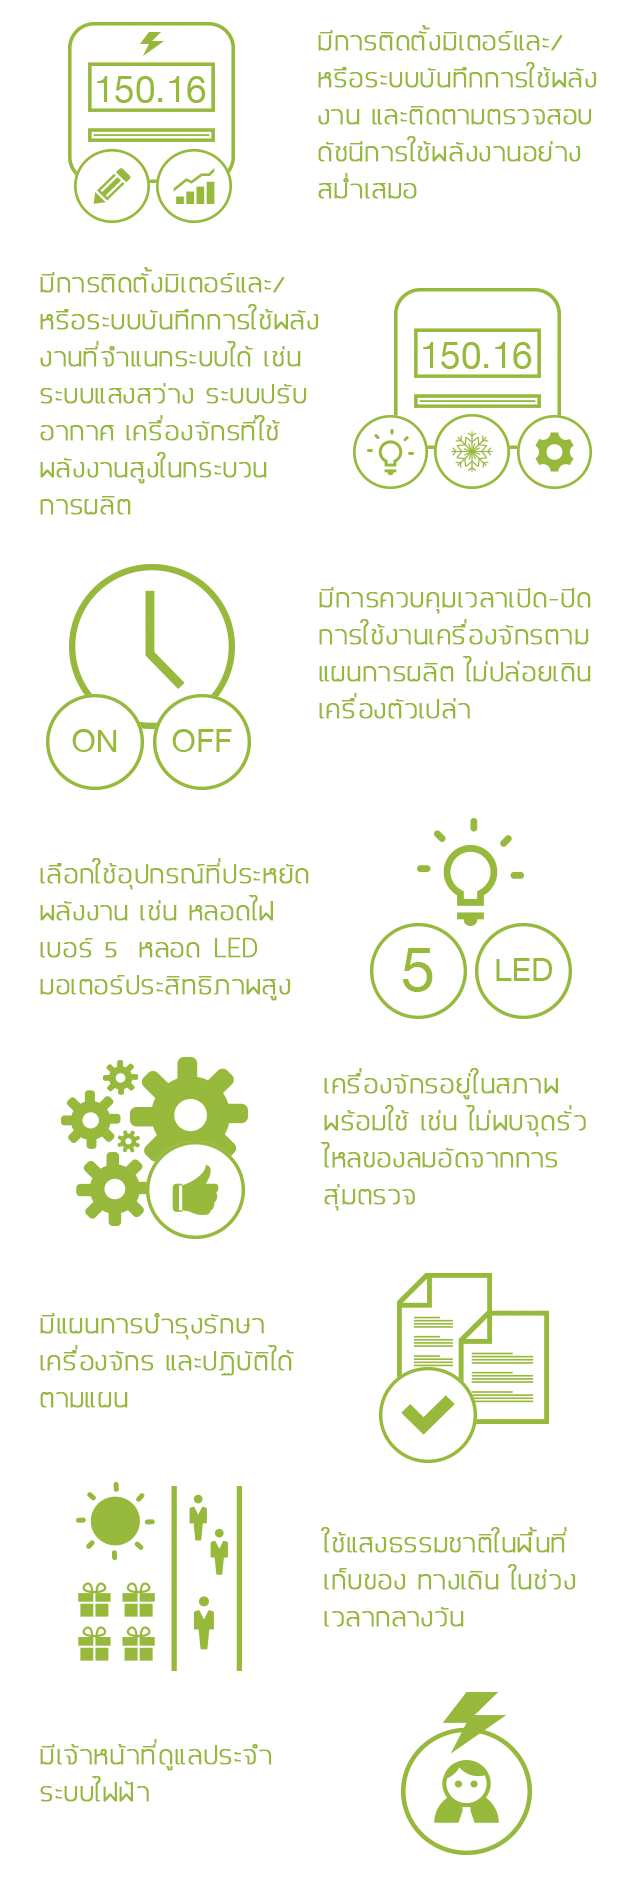 150.16
มีการติดตั้งมิเตอร์และ/
หรือระบบบันทึกการใช้พลัง
งาน และติดตามตรวจสอบ
ดัชนีการใช้พลังงานอย่าง
สม่ำเสมอ
มีการติดตั้งมิเตอร์และ/
หรือระบบบันทึกการใช้พลัง
งานที่จำแนกระบบได้ เช่น
ระบบแสงสว่าง ระบบปรับ
อากาศ เครื่องจักรที่ใช้
พลังงานสูงในกระบวน
การผลิต
150.16
ON
OFF
มีการควบคุมเวลาเปิด-ปิด
การใช้งานเครื่องจักรตาม
แผนการผลิต ไม่ปล่อยเดิน
เครื่องตัวเปล่า
เลือกใช้อุปกรณ์ที่ประหยัด
พลังงาน เช่น หลอดไฟ
เบอร์ 5 หลอด LED
มอเตอร์ประสิทธิภาพสูง
5
LED
เครื่องจักรอยู่ในสภาพ
พร้อมใช้ เช่น ไม่พบจุดรั่ว
ไหลของลมอัดจากการ
สุ่มตรวจ
มีแผนการบำรุงรักษา
เครื่องจักร และปฏิบัติได้
ตามแผน
ใช้แสงธรรมชาติในพื้นที่
เก็บของ ทางเดิน ในช่วง
เวลากลางวัน
มีเจ้าหน้าที่ดูแลประจำ
ระบบไฟฟ้า